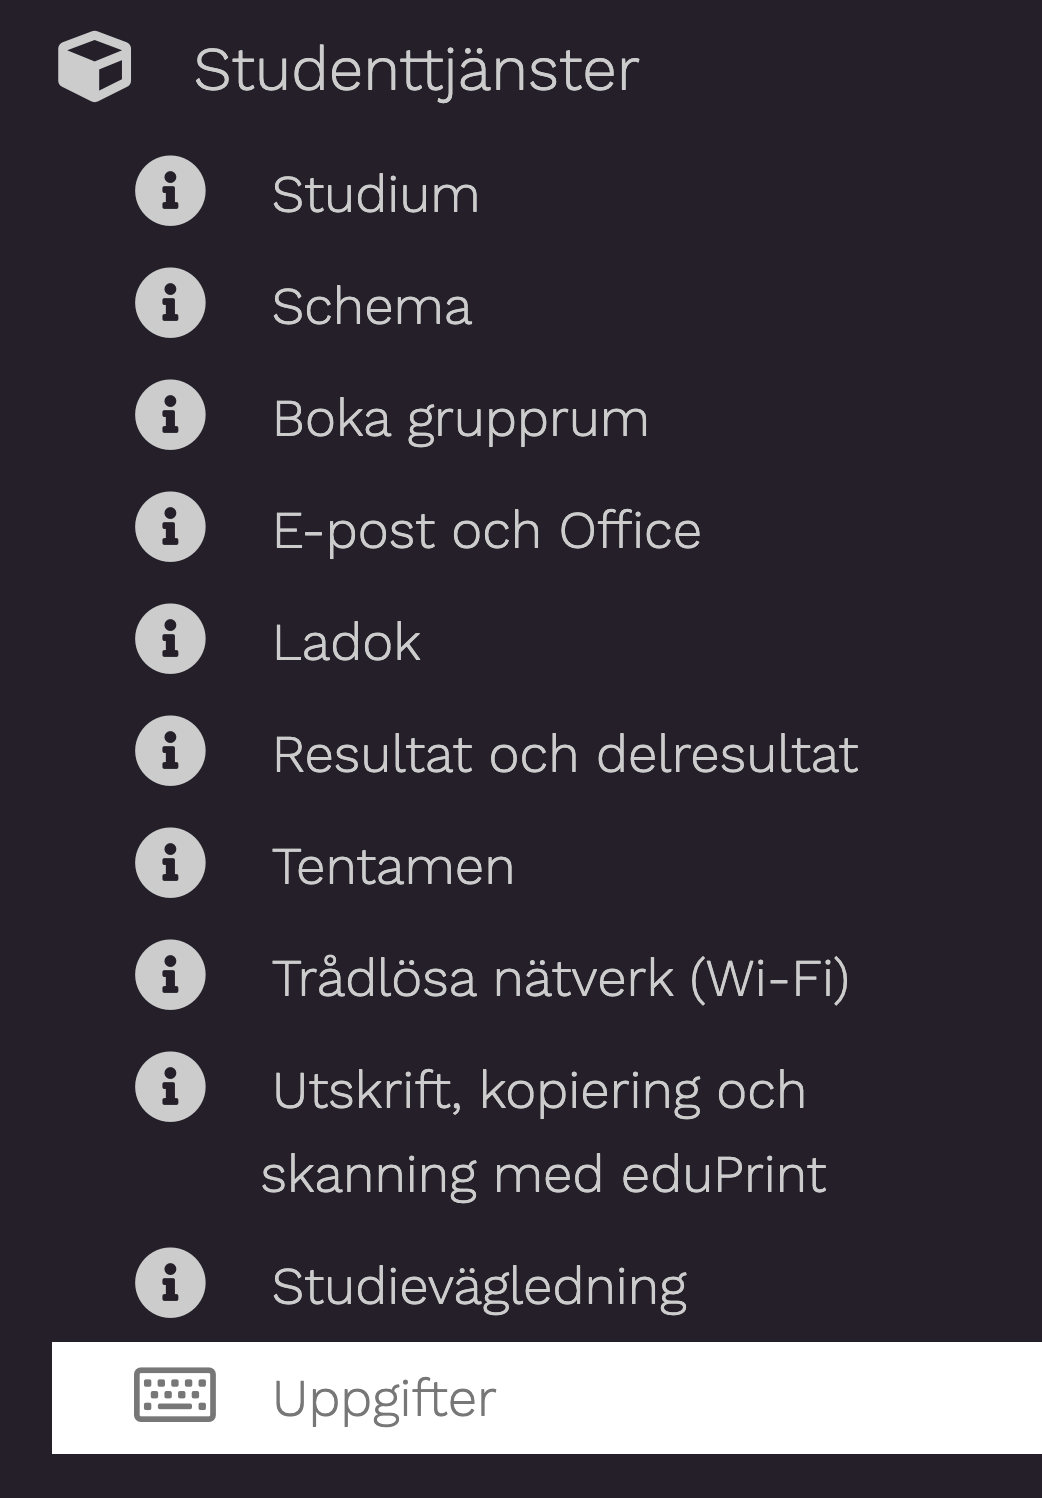 Studenttjänster
Studium
Schema
Boka grupprum
E-post och Office
Ladok
Resultat och delresultat
Tentamen
Trådlösa nätverk (Wi-Fi)
Utskrift, kopiering och
skanning med eduPrint
Studievägledning
Uppgifter